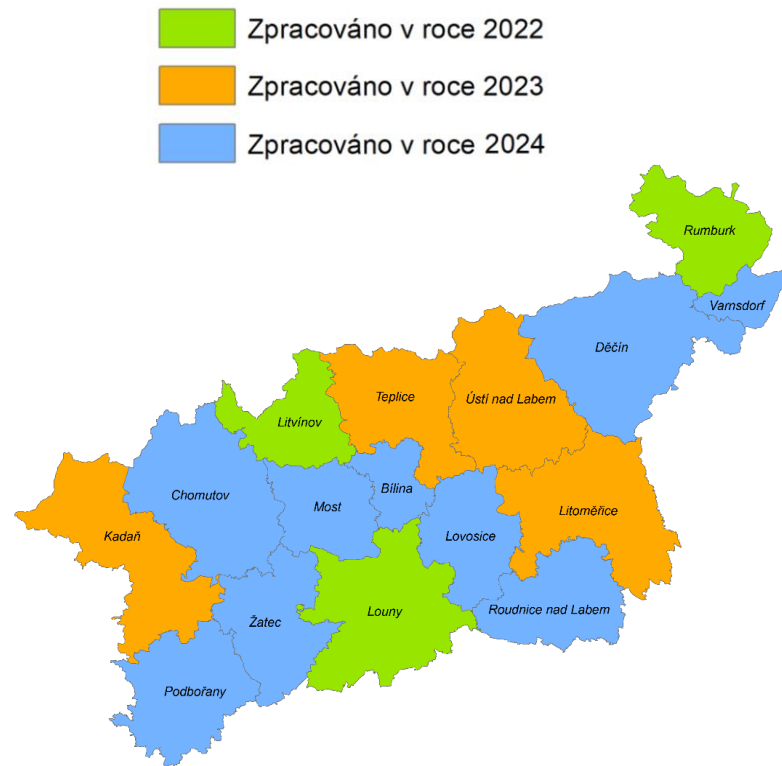 Zpracováno v roce 2022
Zpracováno v roce 2023
Zpracováno v roce 2024
Rumburk
Varnsdorf
Děčín
Teplice
Ústí nad Labem
Litvínov
Bílina
Chomutov
Most
Litoměřice
Kadaň
Lovosice
Louny
Roudnice nad Labem
Žatec
Podbořany